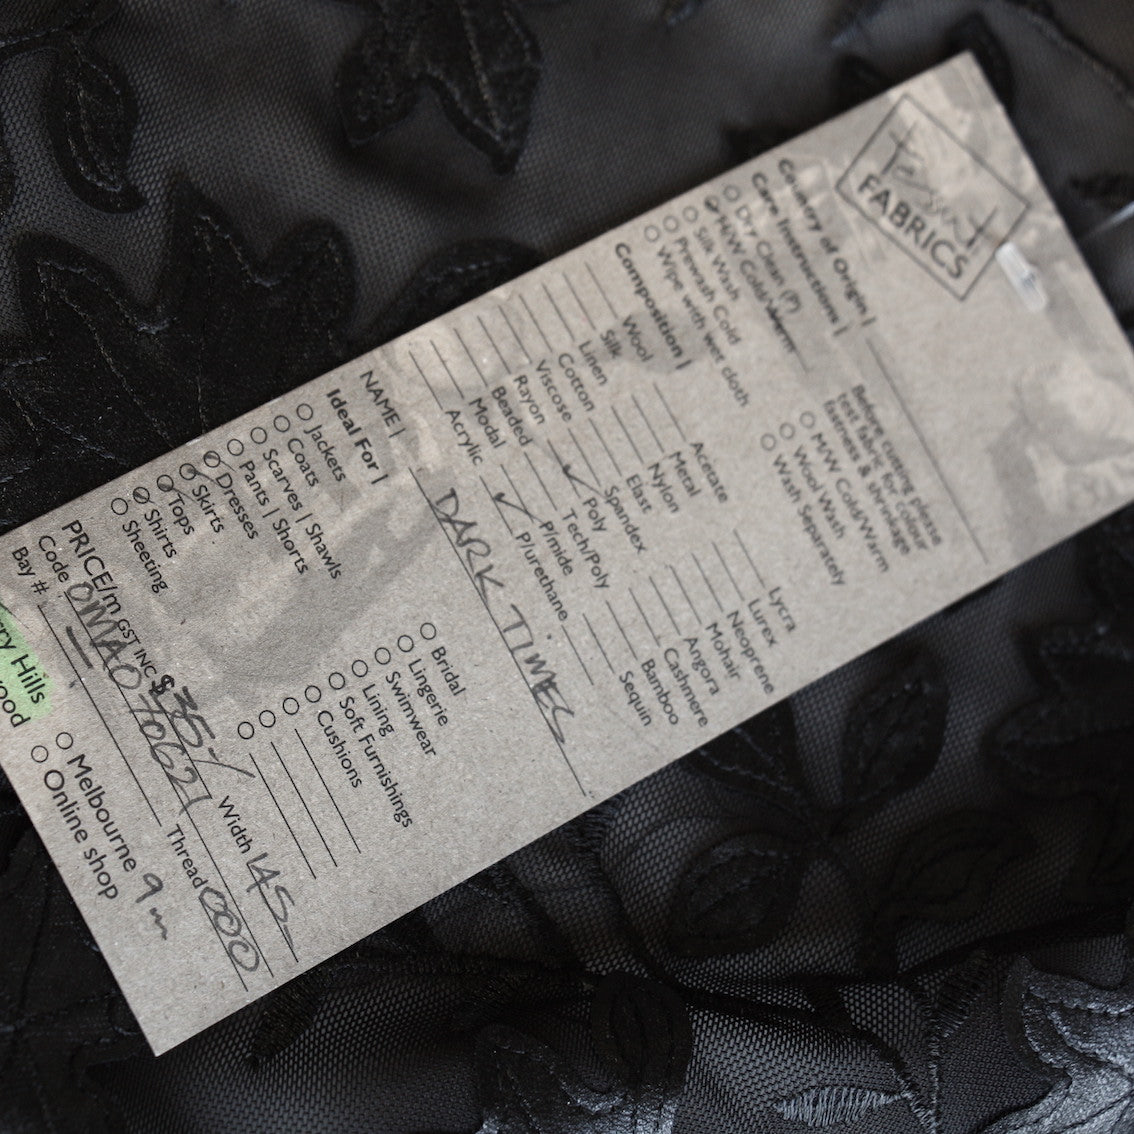 Tessuti
FABRICS
Country of Origin |
Care Instructions |
Dry Clean (P)
H/W Cold/Warm
Silk Wash
Prewash Cold
Wipe with wet cloth
Before cutting please
test fabric for colour
fastness & shrinkage
M/W Cold/Warm
Wool Wash
Wash Separately
Composition |
Wool
Silk
Linen
Cotton
Viscose
Rayon
Beaded
Modal
Acrylic
Acetate
Metal
Nylon
Elast
Spandex
✓ Poly
Tech/Poly
P/mide
✓ P/urethane
Lycra
Lurex
Neoprene
Mohair
Angora
Cashmere
Bamboo
Sequin
NAME | DARK TIMES
Ideal For |
Jackets
Coats
Scarves | Shawls
Pants | Shorts
Dresses
Skirts
Tops
Shirts
Sheeting
Bridal
Lingerie
Swimwear
Lining
Soft Furnishings
Cushions
PRICE/m GST INC $35-/ Width 145
Code OMAO70621 Thread 000
Bay #
ry Hills
ood
Melbourne 9m
Online shop